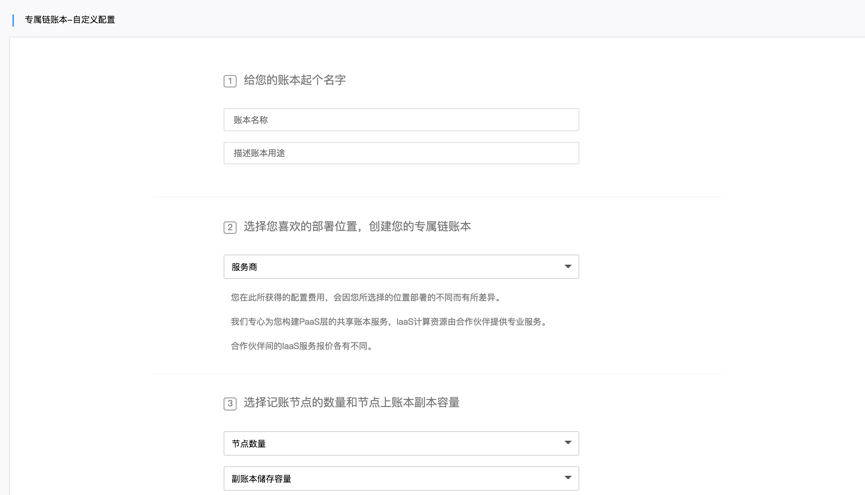 专属链账本-自定义配置
1 给您的账本起个名字
账本名称
描述账本用途
2 选择您喜欢的部署位置，创建您的专属链账本
服务商
您在此所获得的配置费用，会因您所选择的位置部署的不同而有所差异。
我们专心为您构建PaaS层的共享账本服务，IaaS计算资源由合作伙伴提供专业服务。
合作伙伴间的IaaS服务报价各有不同。
3 选择记账节点的数量和节点上账本副本容量
节点数量
副账本储存容量